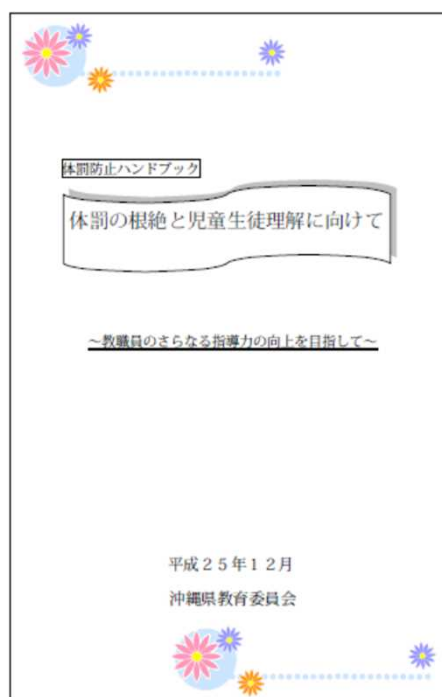 体罰防止ハンドブック
体罰の根絶と児童生徒理解に向けて
～教職員のさらなる指導力の向上を目指して～
平成２５年１２月
沖縄県教育委員会